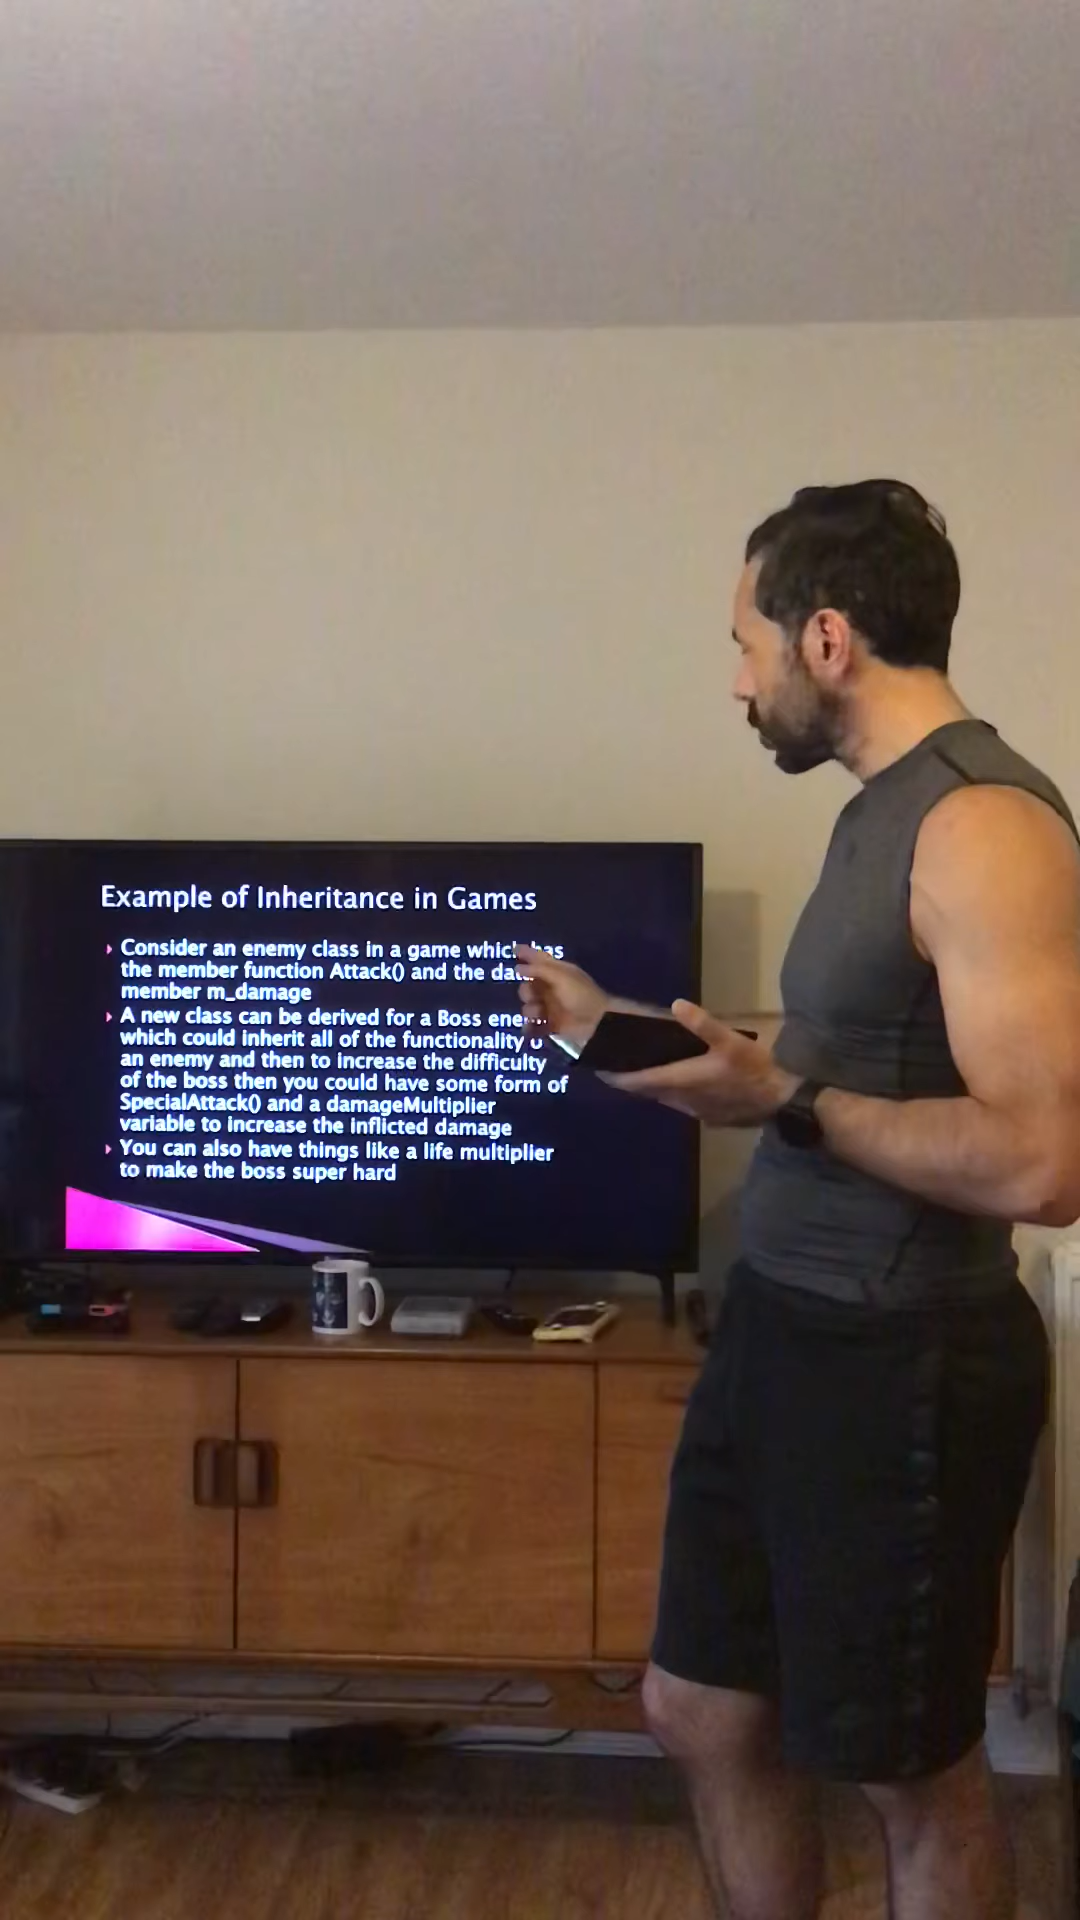 Example of Inheritance in Games
Consider an enemy class in a game which has
the member function Attack() and the data
member m_damage
A new class can be derived for a Boss
which could inherit all of the functionality
an enemy and then to increase the difficulty
of the boss then you could have some form of
SpecialAttack() and a damageMultiplier
variable to increase the inflicted damage
You can also have things like a life multiplier
to make the boss super hard